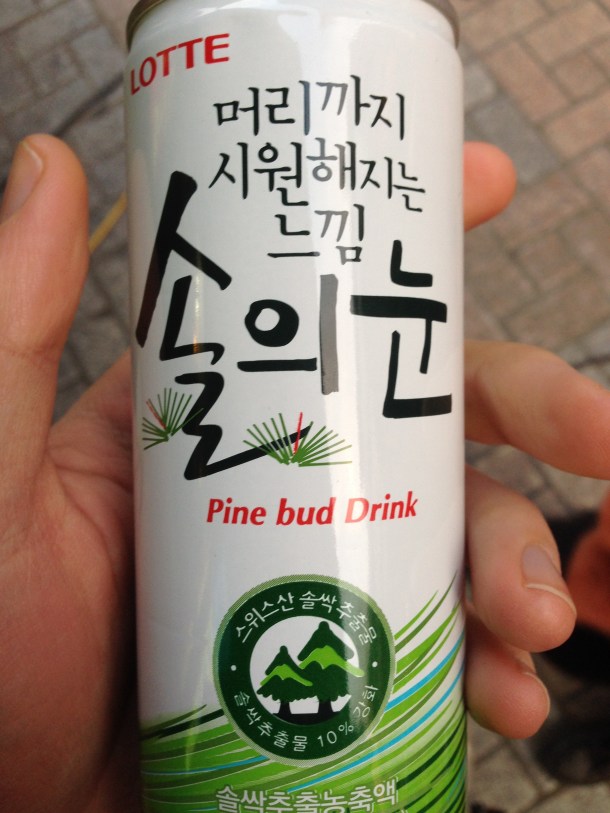 LOTTE
머리까지
시원해지는
느낌
솔의눈
Pine bud Drink
스위스산 솔싹추출물
솔싹추출물 10% 강화
솔싹추출농축액